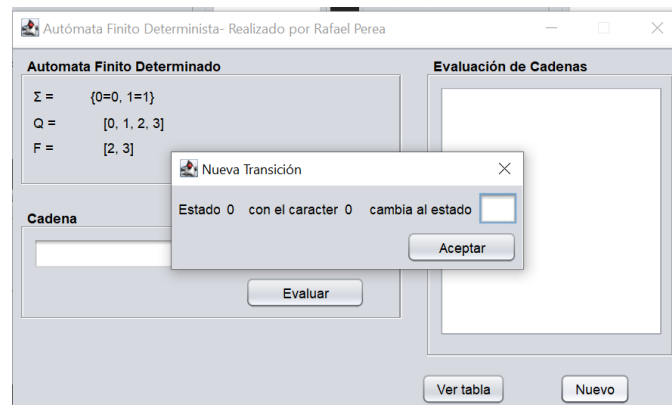 Autómata Finito Determinista- Realizado por Rafael Perea
Automata Finito Determinado
Σ = {0=0, 1=1}
Q = [0, 1, 2, 3]
F = [2, 3]
Evaluación de Cadenas
Nueva Transición
Estado 0 con el caracter 0 cambia al estado
Aceptar
Cadena
Evaluar
Ver tabla
Nuevo